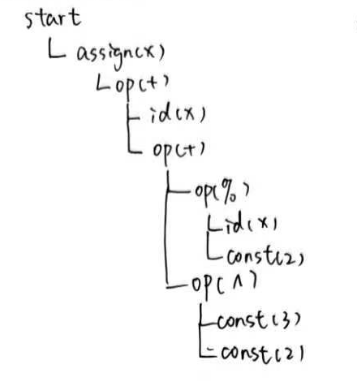 start
assign(x)
op(+)
id(x)
op(+)
op(%)
id(x)
const(2)
op(^)
const(3)
const(2)